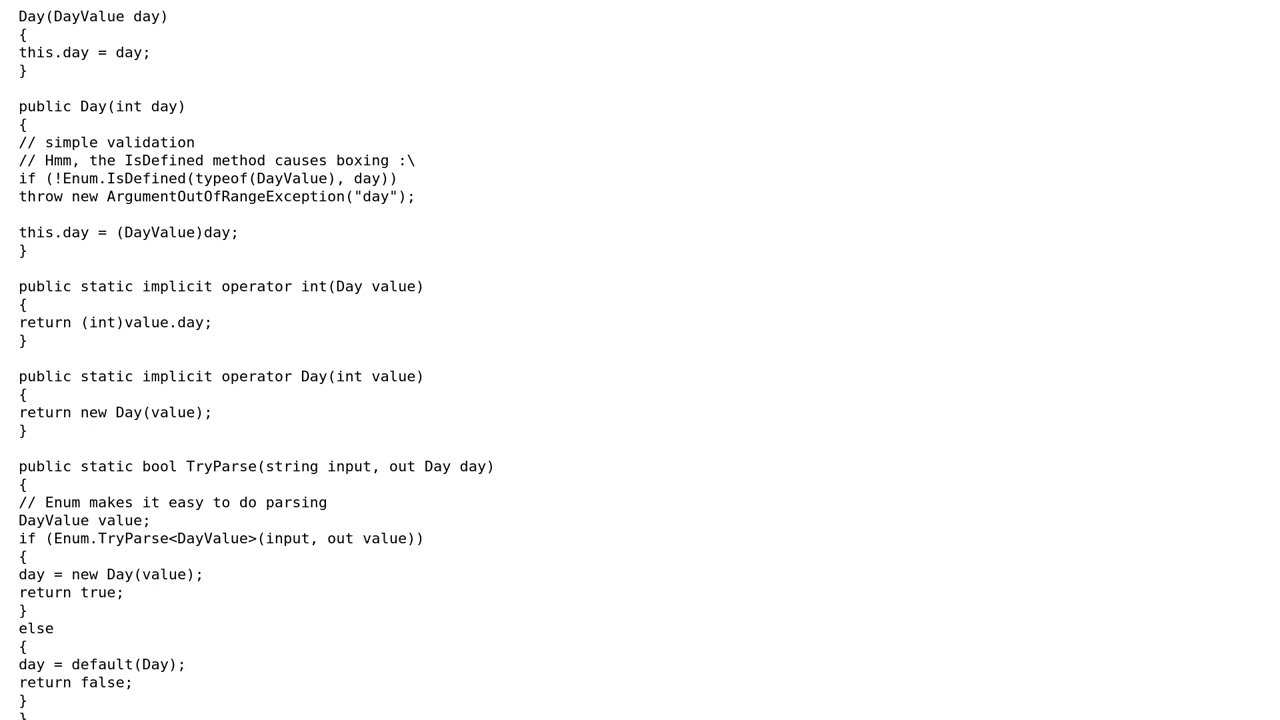 Day(DayValue day)
{
this.day = day;
}

public Day(int day)
{
// simple validation
// Hmm, the IsDefined method causes boxing :\
if (!Enum.IsDefined(typeof(DayValue), day))
throw new ArgumentOutOfRangeException("day");

this.day = (DayValue)day;
}

public static implicit operator int(Day value)
{
return (int)value.day;
}

public static implicit operator Day(int value)
{
return new Day(value);
}

public static bool TryParse(string input, out Day day)
{
// Enum makes it easy to do parsing
DayValue value;
if (Enum.TryParse<DayValue>(input, out value))
{
day = new Day(value);
return true;
}
else
{
day = default(Day);
return false;
}
}